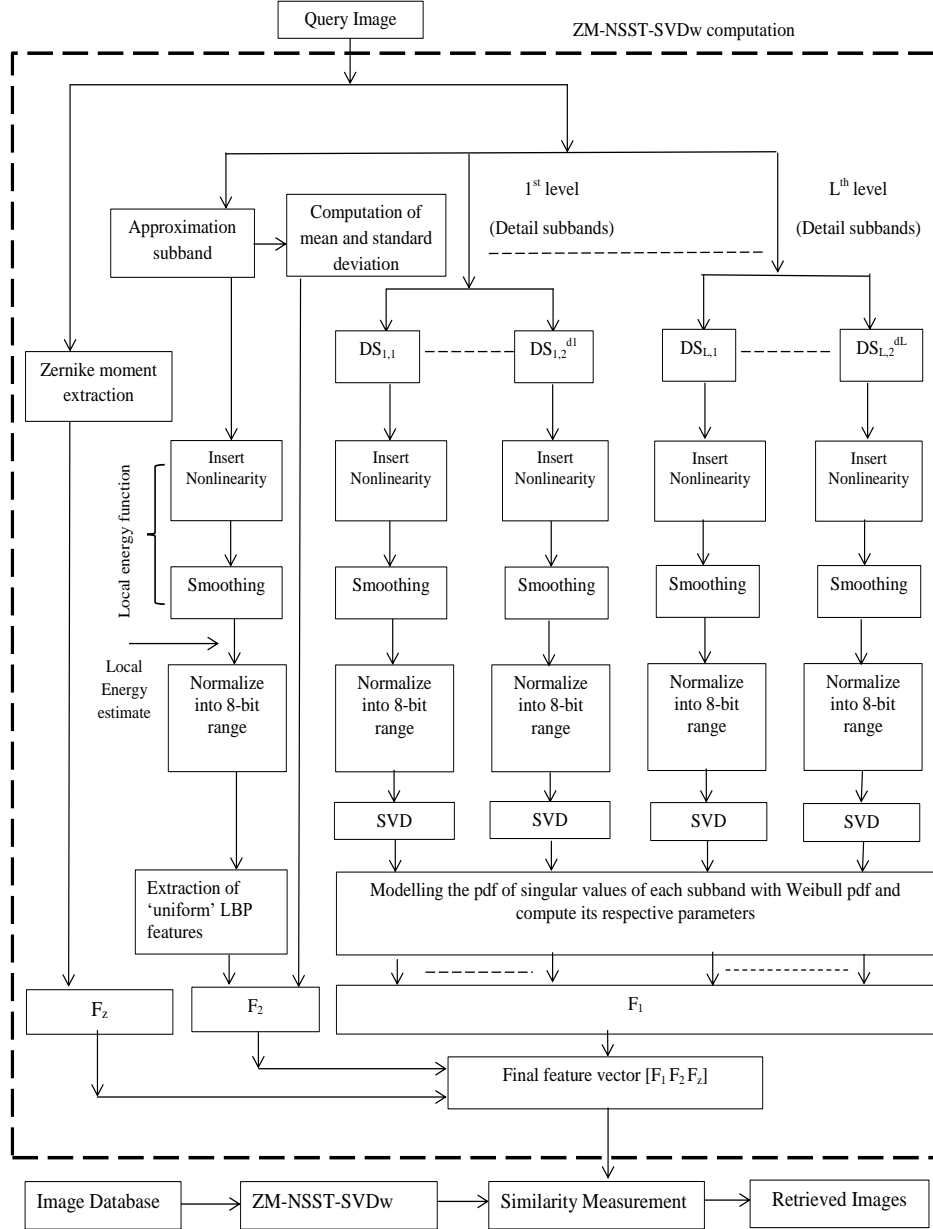 Query Image
ZM-NSST-SVDw computation
1st level
(Detail subbands)
Lth level
(Detail subbands)
Approximation
subband
Computation of
mean and standard
deviation
Zernike moment
extraction
DS1,1
DS1,2d1
DSL,1
DSL,2dL
Local energy function
Insert
Nonlinearity
Insert
Nonlinearity
Insert
Nonlinearity
Insert
Nonlinearity
Insert
Nonlinearity
Smoothing
Smoothing
Smoothing
Smoothing
Smoothing
Local
Energy
estimate
Normalize
into 8-bit
range
Normalize
into 8-bit
range
Normalize
into 8-bit
range
Normalize
into 8-bit
range
Normalize
into 8-bit
range
SVD
SVD
SVD
SVD
Extraction of
‘uniform’ LBP
features
Modelling the pdf of singular values of each subband with Weibull pdf and
compute its respective parameters
Fz
F2
F1
Final feature vector [F1 F2 Fz]
Image Database
ZM-NSST-SVDw
Similarity Measurement
Retrieved Images